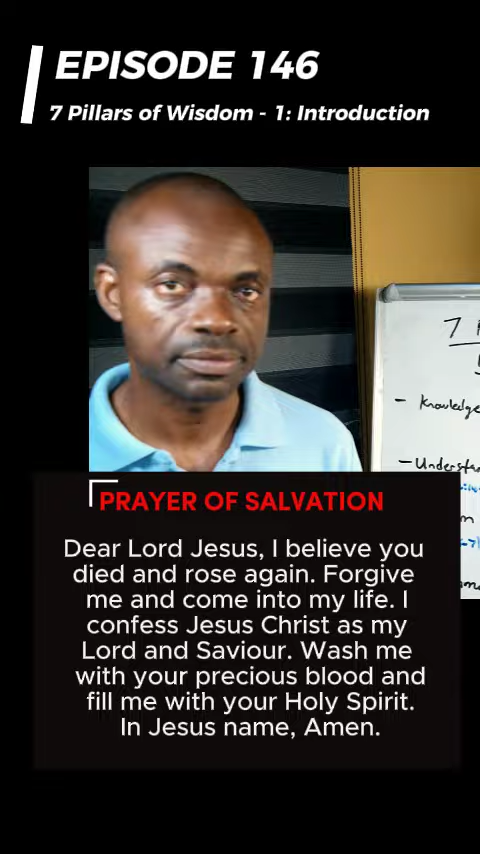 EPISODE 146
7 Pillars of Wisdom - 1: Introduction
7
- Knowledge
- Understa
PRAYER OF SALVATION
Dear Lord Jesus, I believe you
died and rose again. Forgive
me and come into my life. I
confess Jesus Christ as my
Lord and Saviour. Wash me
with your precious blood and
fill me with your Holy Spirit.
In Jesus name, Amen.